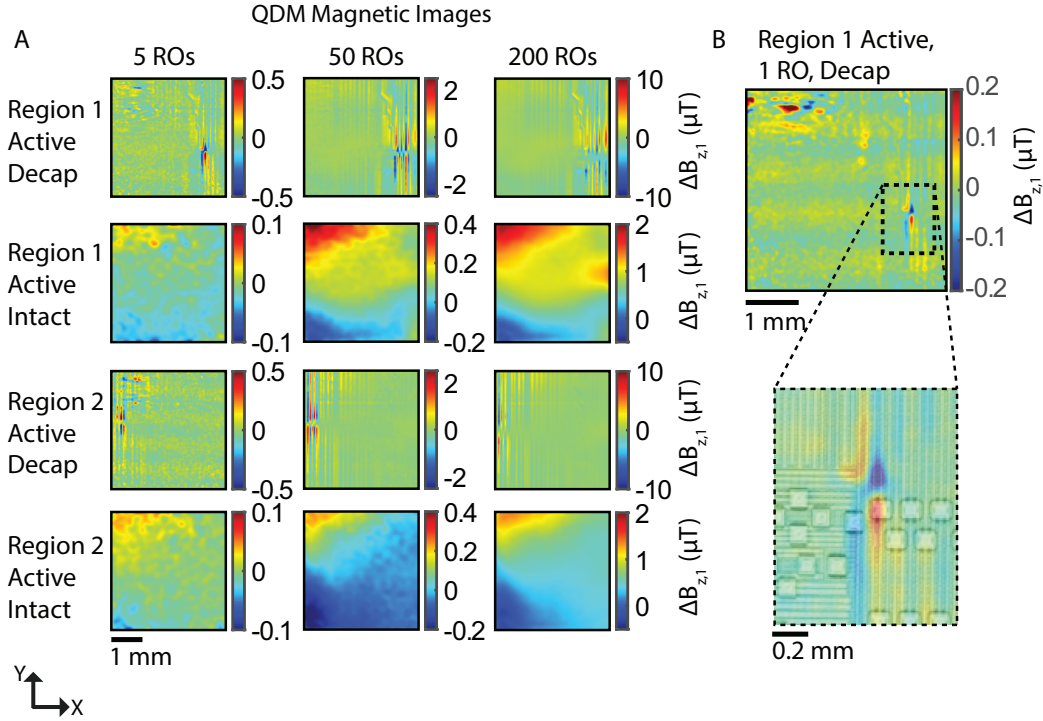 QDM Magnetic Images
A
5 ROs
50 ROs
200 ROs
Region 1
Active
Decap
0.5
0
-0.5
2
0
-2
10
0
-10
ΔB_{z,1} (μT)
Region 1
Active
Intact
0.1
0
-0.1
0.4
0.2
0
-0.2
2
1
0
ΔB_{z,1} (μT)
Region 2
Active
Decap
0.5
0
-0.5
2
0
-2
10
0
-10
ΔB_{z,1} (μT)
Region 2
Active
Intact
0.1
0
-0.1
0.4
0.2
0
-0.2
2
1
0
ΔB_{z,1} (μT)
1 mm
Y
X
B
Region 1 Active,
1 RO, Decap
0.2
0.1
0
-0.1
-0.2
ΔB_{z,1} (μT)
1 mm
0.2 mm